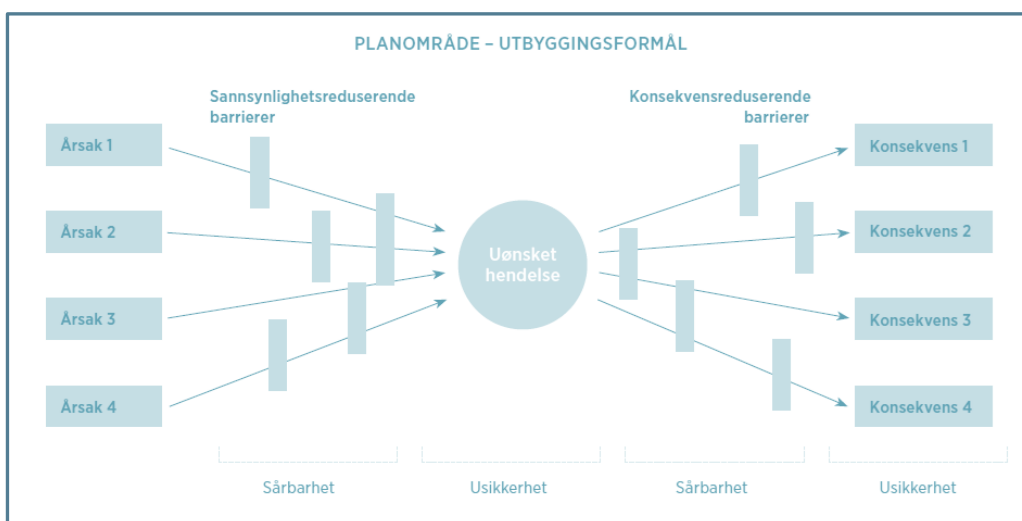 PLANOMRÅDE – UTBYGGINGSFORMÅL
Sannsynlighetsreduserende
barrierer
Konsekvensreduserende
barrierer
Årsak 1
Konsekvens 1
Årsak 2
Konsekvens 2
Uønsket
hendelse
Årsak 3
Konsekvens 3
Årsak 4
Konsekvens 4
Sårbarhet
Usikkerhet
Sårbarhet
Usikkerhet